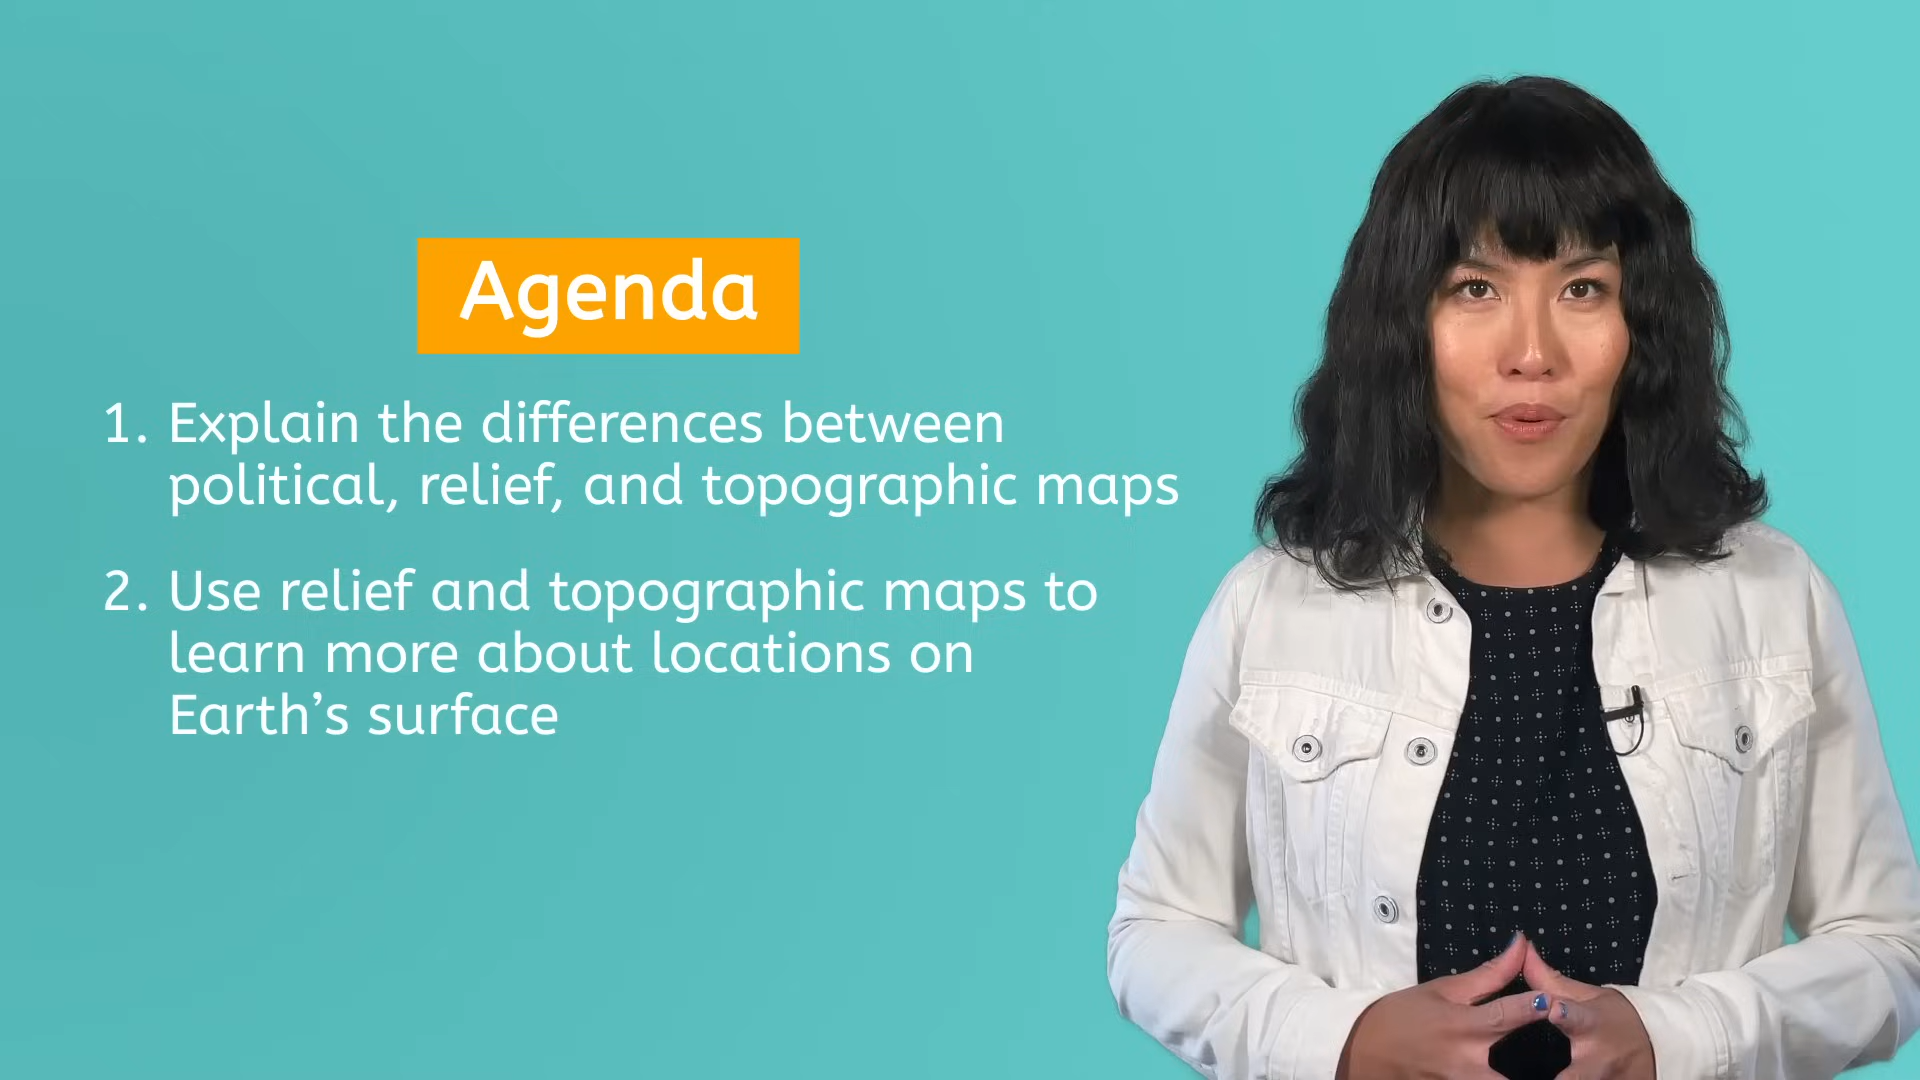 Agenda
1. Explain the differences between
political, relief, and topographic maps
2. Use relief and topographic maps to
learn more about locations on
Earth’s surface